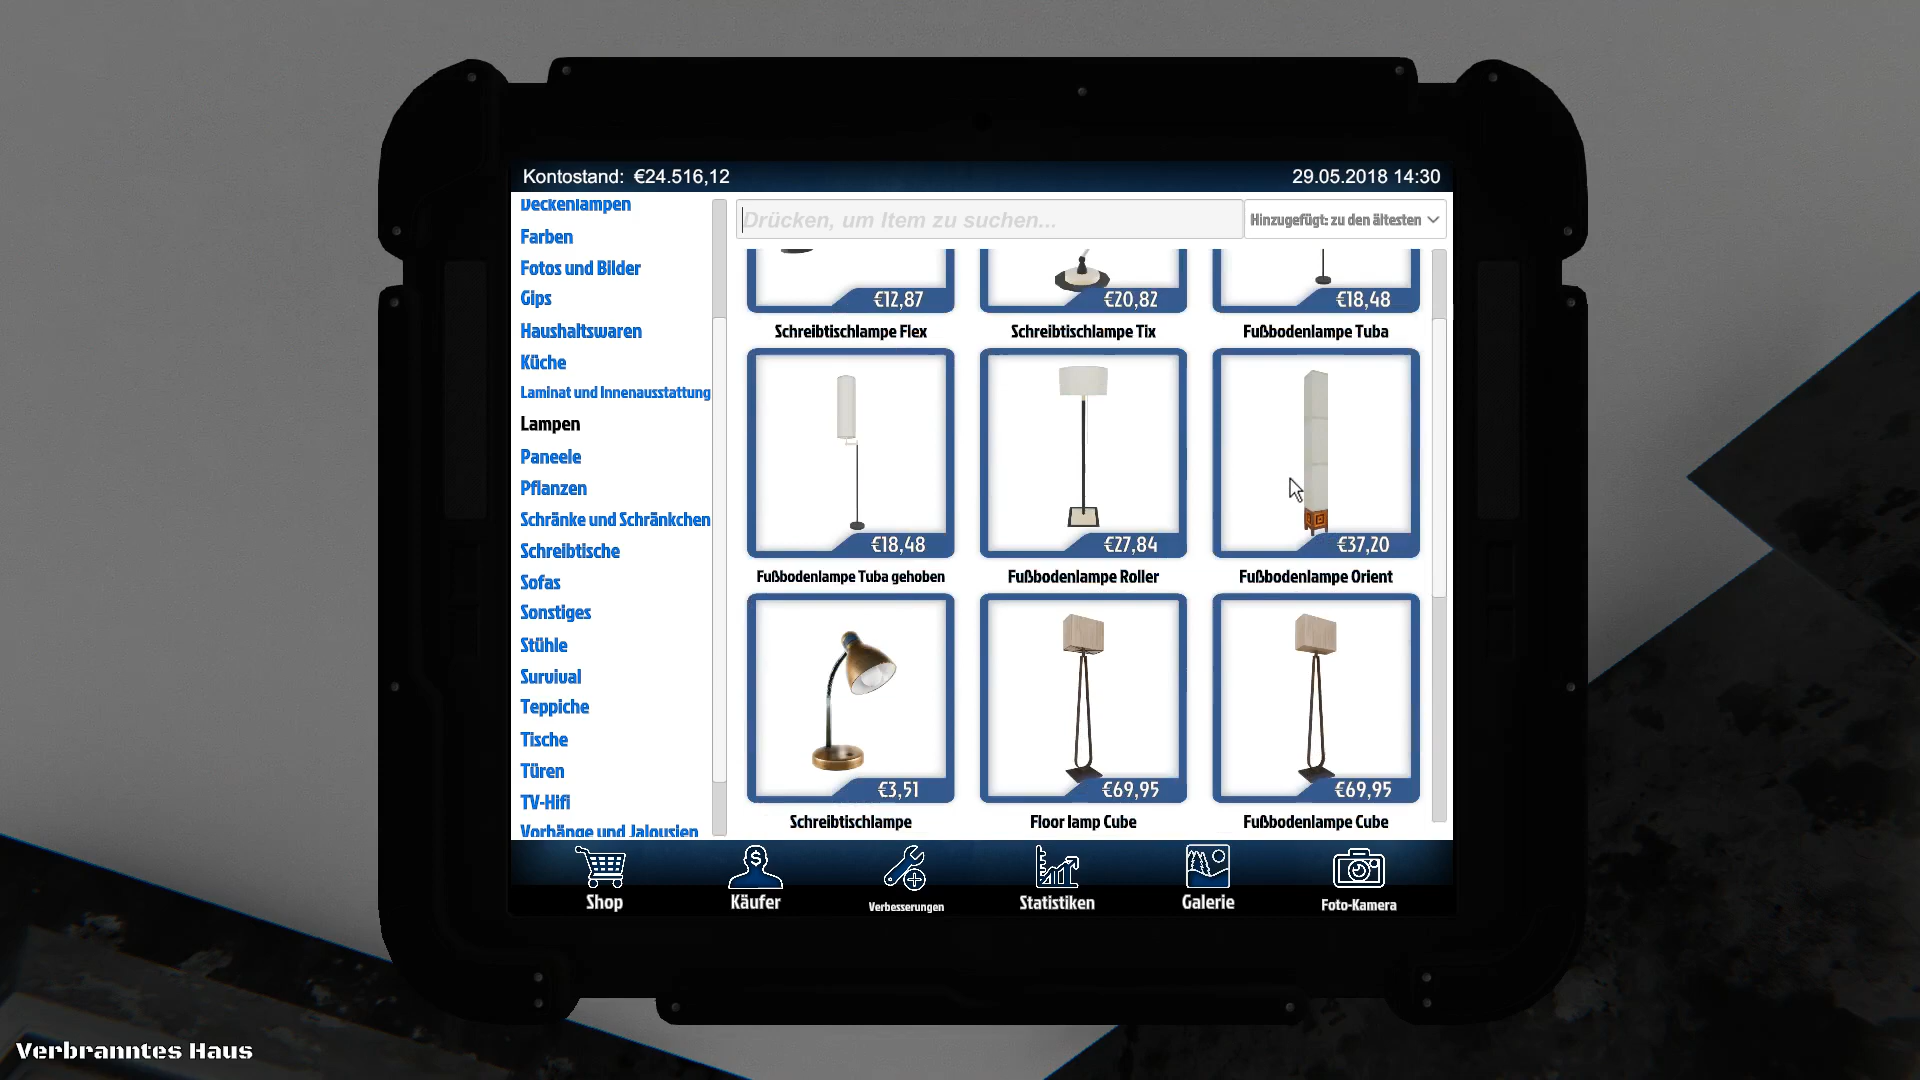 Kontostand: €24.516,12
29.05.2018 14:30
Deckenlampen
Farben
Fotos und Bilder
Gips
Haushaltswaren
Küche
Laminat und Innenausstattung
Lampen
Paneele
Pflanzen
Schränke und Schränkchen
Schreibtische
Sofas
Sonstiges
Stühle
Survival
Teppiche
Tische
Türen
TV-Hifi
Vorhänge und Jalousien
Drücken, um Item zu suchen...
Hinzugefügt: zu den ältesten
€12,87
€20,82
€18,48
Schreibtischlampe Flex
Schreibtischlampe Tix
Fußbodenlampe Tuba
€18,48
€27,84
€37,20
Fußbodenlampe Tuba gehoben
Fußbodenlampe Roller
Fußbodenlampe Orient
€3,51
€69,95
€69,95
Schreibtischlampe
Floor lamp Cube
Fußbodenlampe Cube
Shop
Käufer
Verbesserungen
Statistiken
Galerie
Foto-Kamera
Verbranntes Haus